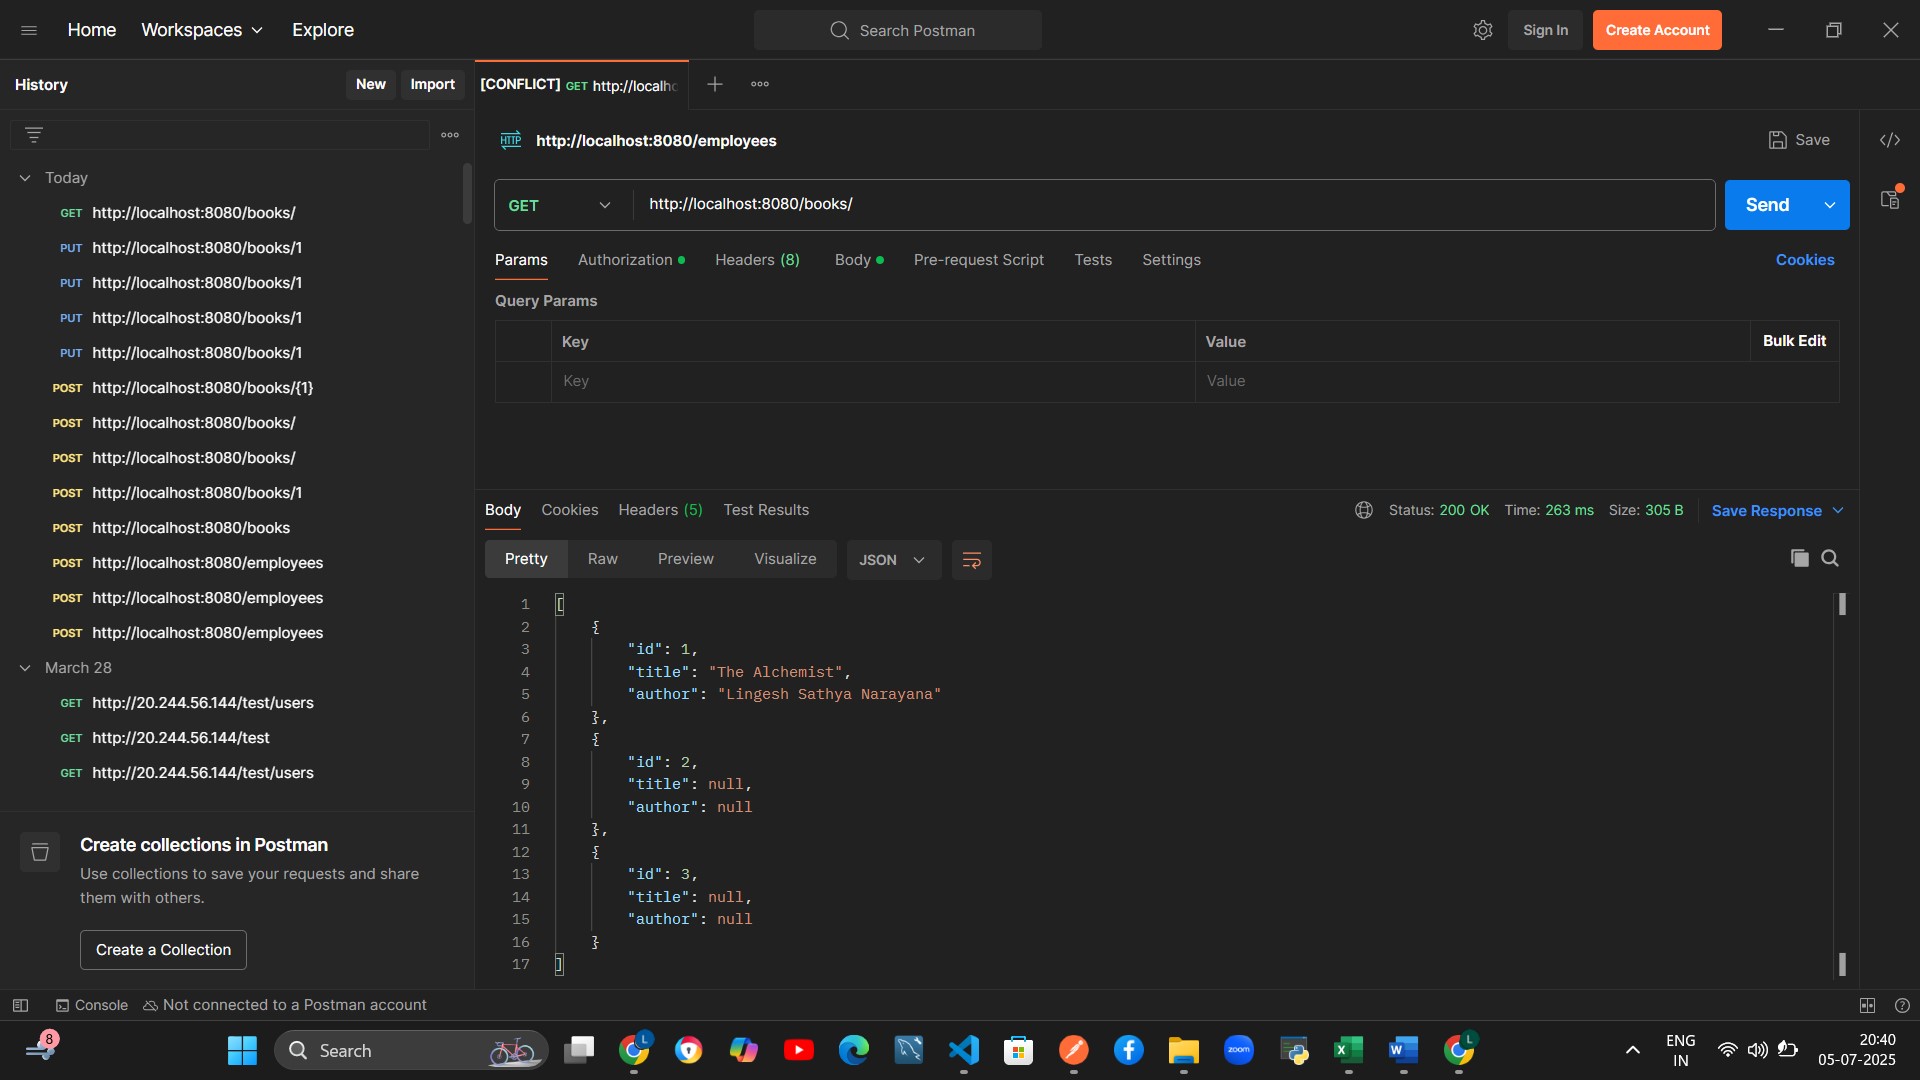 Home Workspaces Explore Search Postman Sign In Create Account
History New Import [CONFLICT] GET http://localh
HTTP http://localhost:8080/employees Save
GET http://localhost:8080/books/ Send
Params Authorization Headers (8) Body Pre-request Script Tests Settings Cookies
Query Params
Key Value Bulk Edit
Key Value
Today
GET http://localhost:8080/books/
PUT http://localhost:8080/books/1
PUT http://localhost:8080/books/1
PUT http://localhost:8080/books/1
PUT http://localhost:8080/books/1
POST http://localhost:8080/books/{1}
POST http://localhost:8080/books/
POST http://localhost:8080/books/
POST http://localhost:8080/books/1
POST http://localhost:8080/books
POST http://localhost:8080/employees
POST http://localhost:8080/employees
POST http://localhost:8080/employees
March 28
GET http://20.244.56.144/test/users
GET http://20.244.56.144/test
GET http://20.244.56.144/test/users
Create collections in Postman
Use collections to save your requests and share
them with others.
Create a Collection
Body Cookies Headers (5) Test Results Status: 200 OK Time: 263 ms Size: 305 B Save Response
Pretty Raw Preview Visualize JSON
1 [
2 {
3 "id": 1,
4 "title": "The Alchemist",
5 "author": "Lingesh Sathya Narayana"
6 },
7 {
8 "id": 2,
9 "title": null,
10 "author": null
11 },
12 {
13 "id": 3,
14 "title": null,
15 "author": null
16 }
17 ]
Console Not connected to a Postman account
8 Search L zoom X W L ENG 20:40
IN 05-07-2025